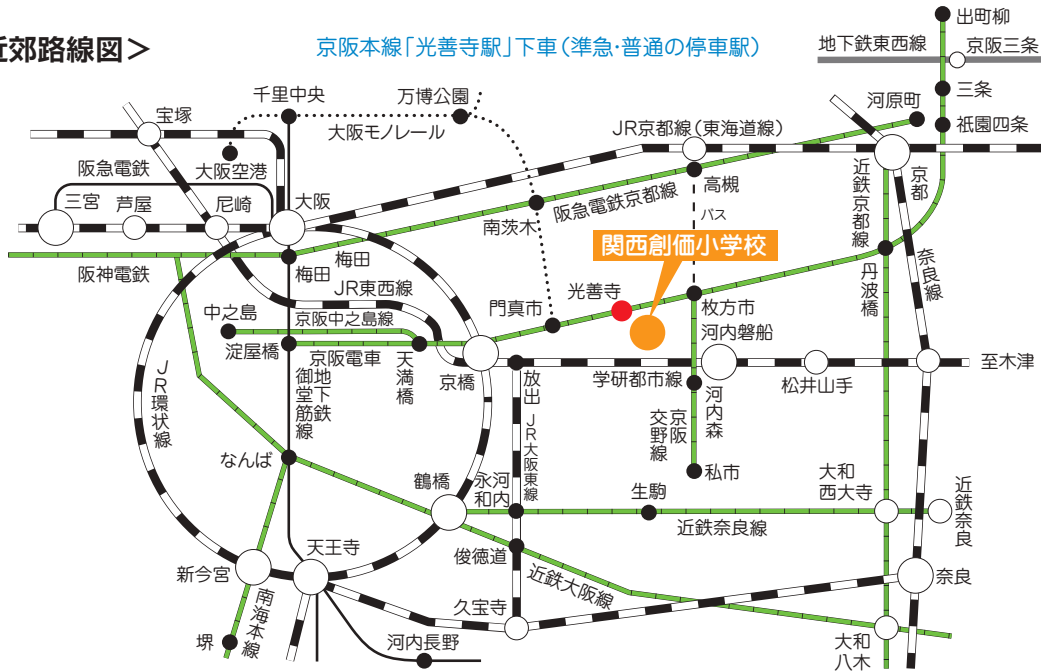 近郊路線図＞
京阪本線「光善寺駅」下車（準急・普通の停車駅）
出町柳
地下鉄東西線
京阪三条
三条
河原町
祇園四条
千里中央
万博公園
宝塚
大阪モノレール
JR京都線（東海道線）
阪急電鉄
大阪空港
三宮
芦屋
尼崎
大阪
南茨木
阪急電鉄京都線
高槻
バス
近鉄京都線
京都
奈良線
丹波橋
関西創価小学校
阪神電鉄
梅田
梅田
JR東西線
中之島
京阪中之島線
淀屋橋
京阪電車
天満橋
京橋
門真市
光善寺
枚方市
河内磐船
放出
学研都市線
松井山手
至木津
JR環状線
地下鉄
御堂筋線
JR大阪東線
京阪
交野線
河内森
私市
なんば
鶴橋
河内
永和
生駒
近鉄奈良線
大和
西大寺
近鉄奈良
新今宮
天王寺
俊徳道
近鉄大阪線
奈良
南海本線
堺
河内長野
久宝寺
大和
八木